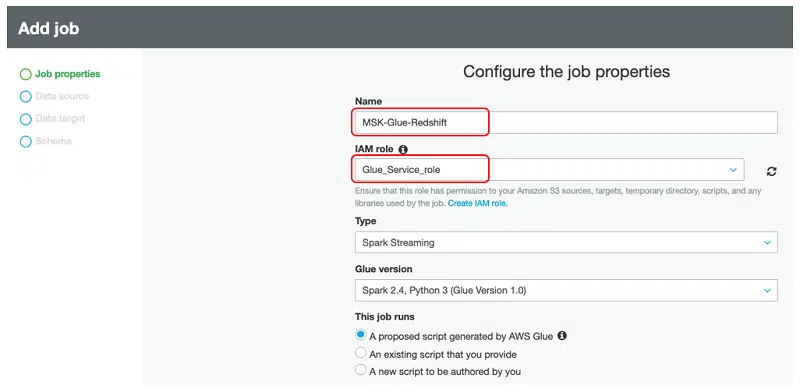 Add job
Job properties
Data source
Data target
Schema
Configure the job properties
Name
MSK-Glue-Redshift
IAM role
Glue_Service_role
Ensure that this role has permission to your Amazon S3 sources, targets, temporary directory, scripts, and any
libraries used by the job. Create IAM role.
Type
Spark Streaming
Glue version
Spark 2.4, Python 3 (Glue Version 1.0)
This job runs
A proposed script generated by AWS Glue
An existing script that you provide
A new script to be authored by you